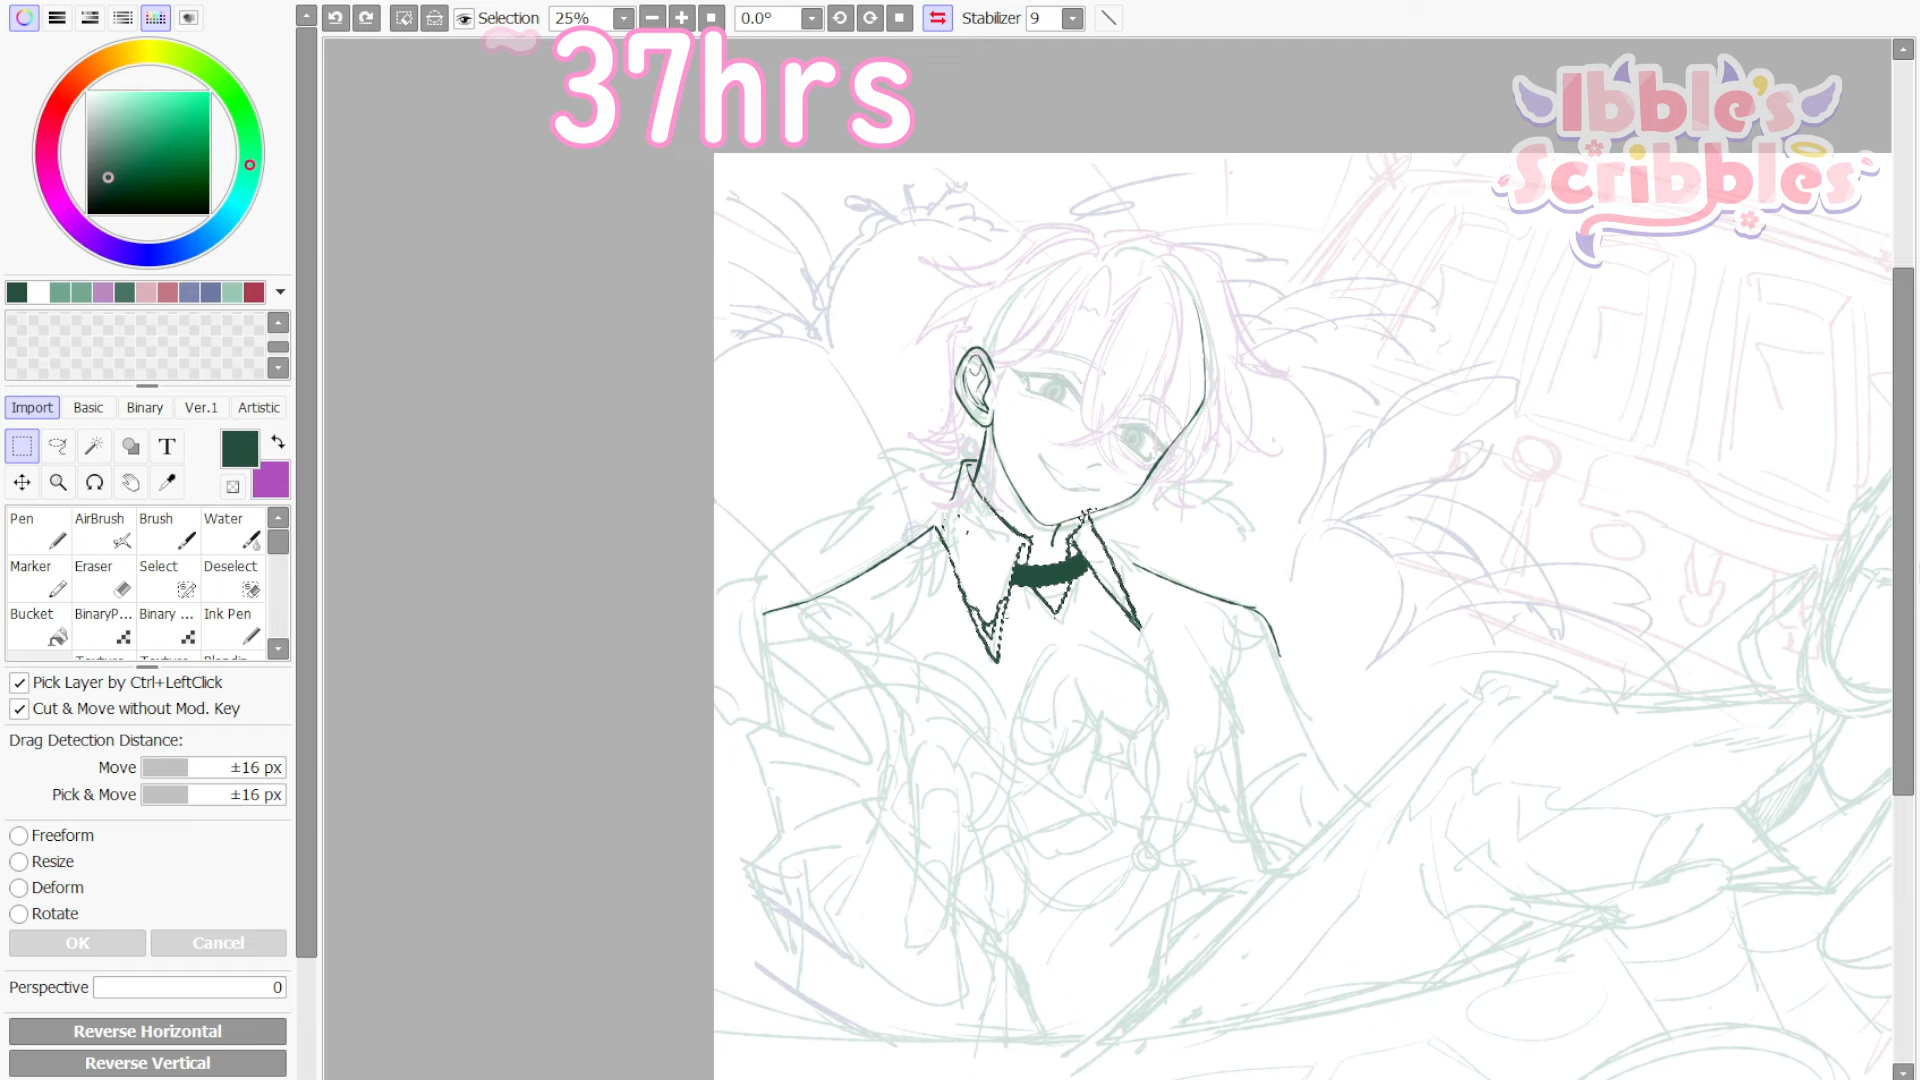 Selection 25% 0.0° Stabilizer 9
~37hrs
Ibble's
Scribbles
Import Basic Binary Ver.1 Artistic
T
Pen AirBrush Brush Water
Marker Eraser Select Deselect
Bucket BinaryP... Binary ... Ink Pen
Pick Layer by Ctrl+LeftClick
Cut & Move without Mod. Key
Drag Detection Distance:
Move ±16 px
Pick & Move ±16 px
Freeform
Resize
Deform
Rotate
OK Cancel
Perspective 0
Reverse Horizontal
Reverse Vertical